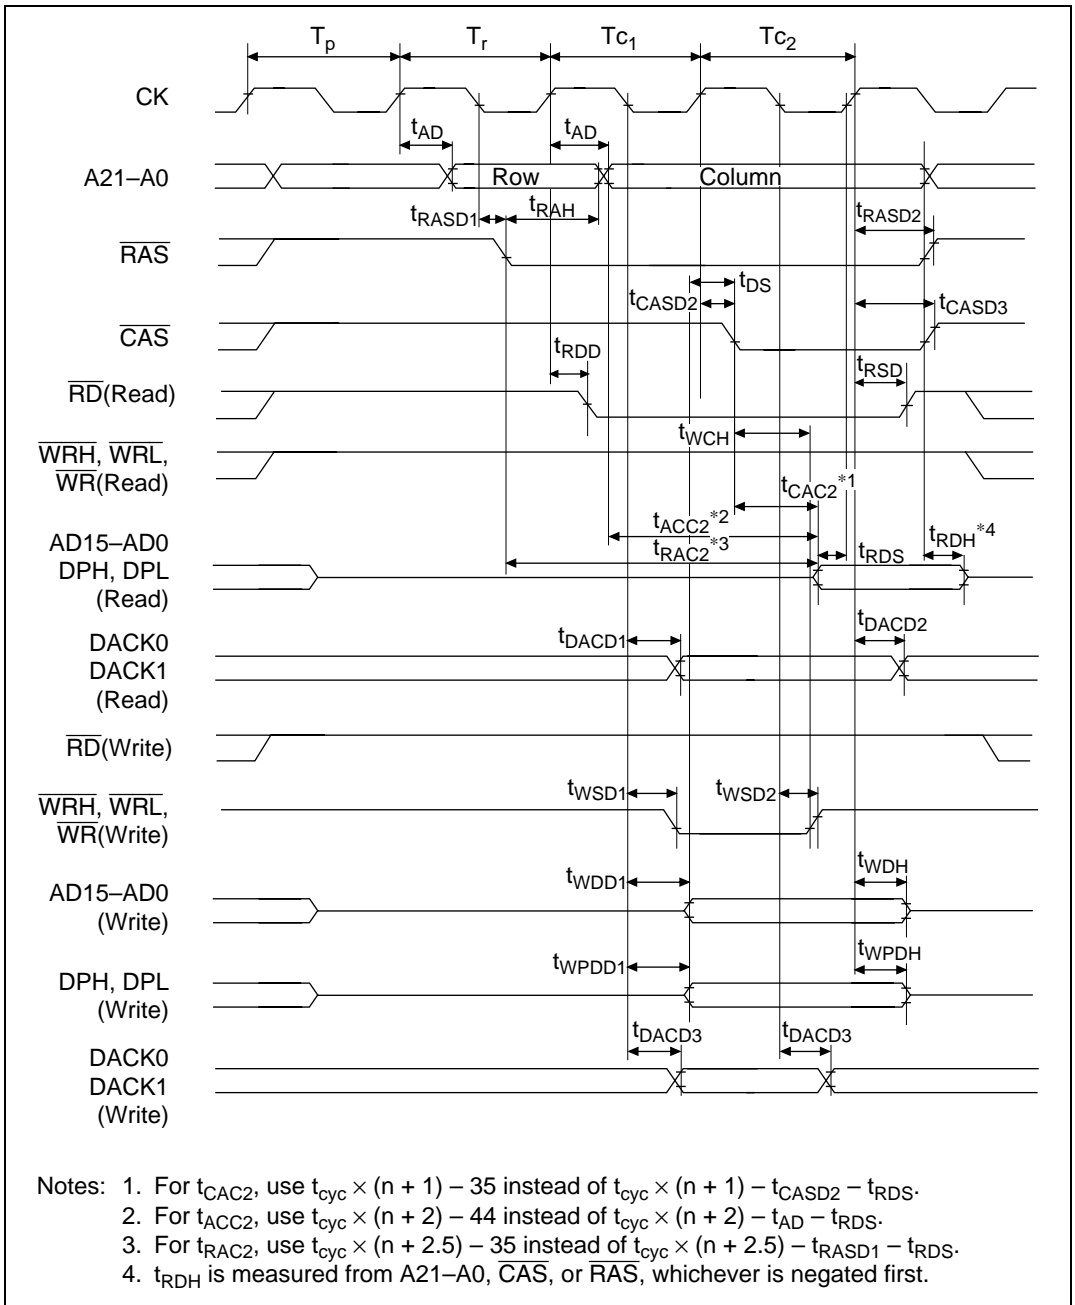 Tp Tr Tc1 Tc2
CK
tAD tAD
A21–A0 Row Column
tRASD1 tRAH tRASD2
RAS
tDS
tCASD2 tCASD3
CAS
tRDD tRSD
RD(Read)
tWCH
WRH, WRL,
WR(Read)
tCAC2*1
tACC2*2
AD15–AD0 tRAC2*3 tRDH*4
DPH, DPL tRDS
(Read)
DACK0 tDACD1 tDACD2
DACK1
(Read)
RD(Write)
tWSD1 tWSD2
WRH, WRL,
WR(Write)
tWDD1 tWDH
AD15–AD0
(Write)
tWPDD1 tWPDH
DPH, DPL
(Write)
tDACD3 tDACD3
DACK0
DACK1
(Write)
Notes: 1. For tCAC2, use tcyc × (n + 1) – 35 instead of tcyc × (n + 1) – tCASD2 – tRDS.
2. For tACC2, use tcyc × (n + 2) – 44 instead of tcyc × (n + 2) – tAD – tRDS.
3. For tRAC2, use tcyc × (n + 2.5) – 35 instead of tcyc × (n + 2.5) – tRASD1 – tRDS.
4. tRDH is measured from A21–A0, CAS, or RAS, whichever is negated first.